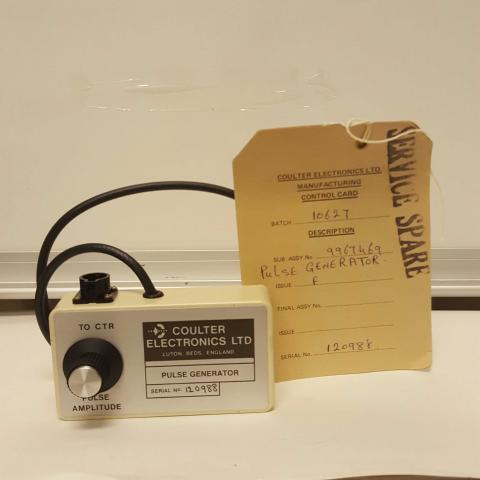 COULTER ELECTRONICS LTD.
MANUFACTURING
CONTROL CARD
BATCH 10627
DESCRIPTION
SUB. ASSY No. 9967469
PULSE GENERATOR
ISSUE F
FINAL ASSY No.
ISSUE
SERIAL No. 120988
SERVICE SPARE
TO CTR
COULTER
ELECTRONICS LTD
LUTON, BEDS, ENGLAND
PULSE GENERATOR
SERIAL No. 120988
PULSE
AMPLITUDE